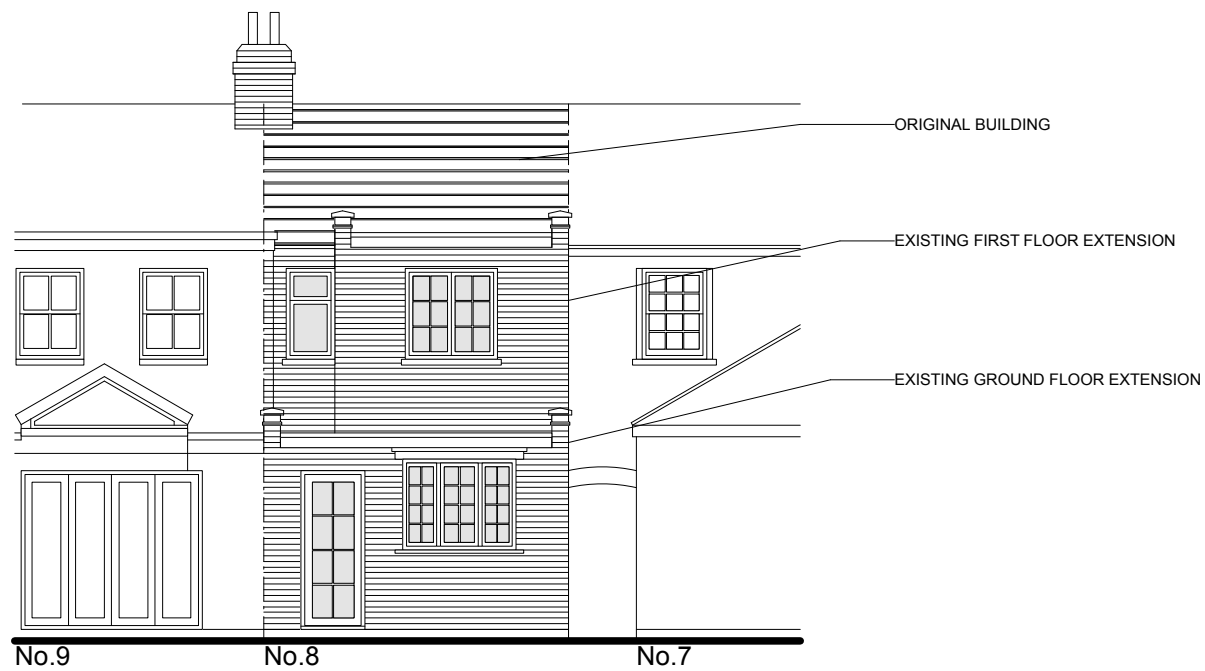 ORIGINAL BUILDING
EXISTING FIRST FLOOR EXTENSION
EXISTING GROUND FLOOR EXTENSION
No.9 No.8 No.7